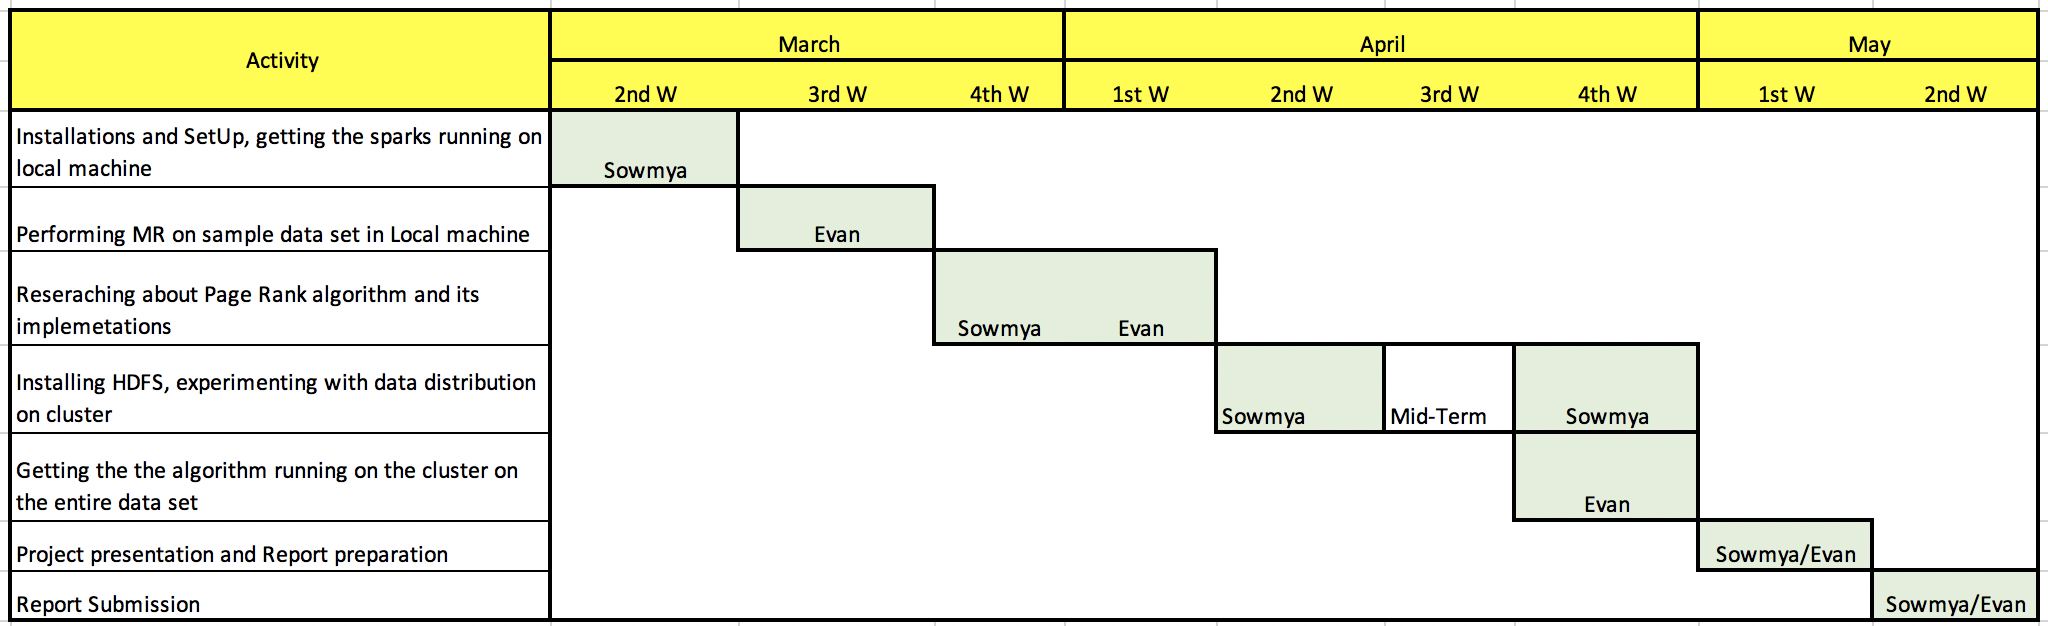 Activity
March April May
2nd W 3rd W 4th W 1st W 2nd W 3rd W 4th W 1st W 2nd W
Installations and SetUp, getting the sparks running on
local machine
Sowmya
Performing MR on sample data set in Local machine
Evan
Reseraching about Page Rank algorithm and its
implemetations
Sowmya Evan
Installing HDFS, experimenting with data distribution
on cluster
Sowmya Mid-Term Sowmya
Getting the the algorithm running on the cluster on
the entire data set
Evan
Project presentation and Report preparation
Sowmya/Evan
Report Submission
Sowmya/Evan